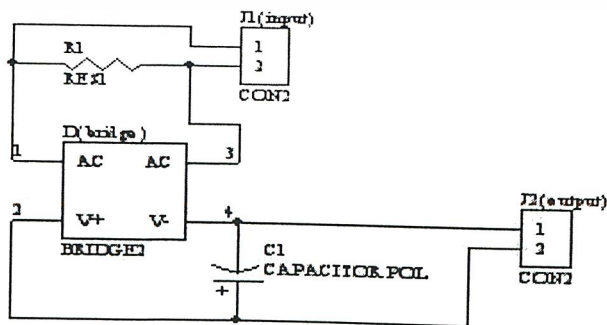 J1(input)
1
2
CON2
R1
RES1
D(bridge)
1
AC
AC
3
2
V+
V-
4
BRIDGE2
C1
CAPACITOR POL
+
J2(output)
1
2
CON2